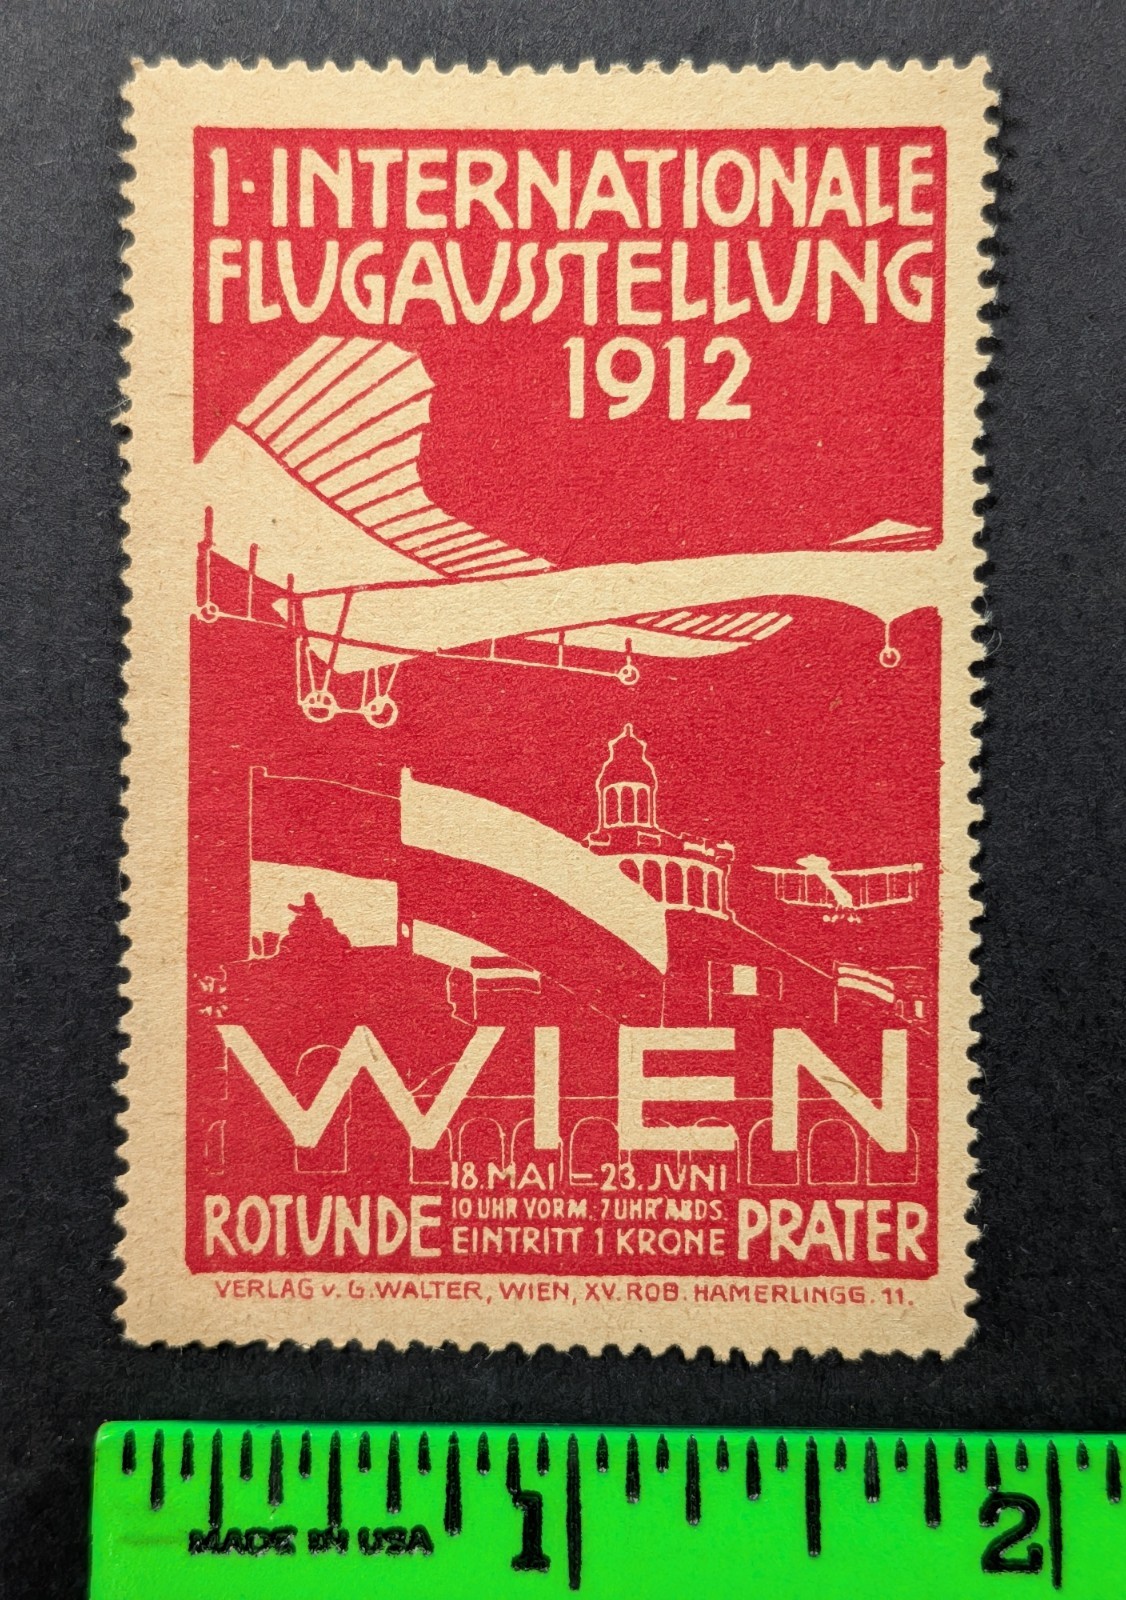 1·INTERNATIONALE
FLUGAUSSTELLUNG
1912
WIEN
18.MAI – 23.JUNI
ROTUNDE 10 UHR VORM. 7 UHR ABDS. PRATER
EINTRITT 1 KRONE
VERLAG v. G. WALTER, WIEN, XV. ROB. HAMERLINGG. 11.
1 2
MADE IN USA